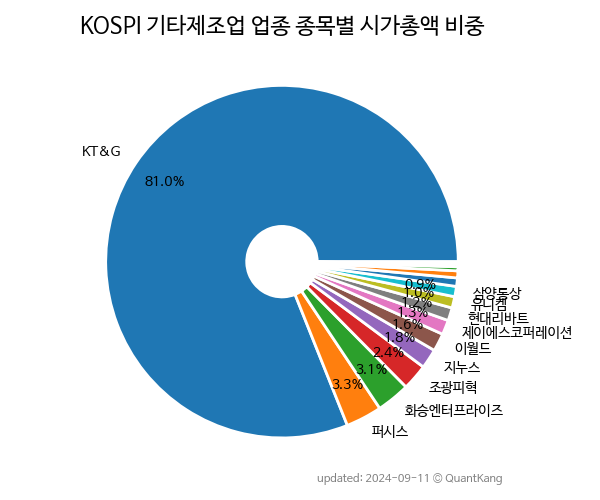 KOSPI 기타제조업 업종 종목별 시가총액 비중
KT&G
81.0%
0.9%
삼양통상
1.0%
유니켐
1.2%
현대리바트
1.3%
제이에스코퍼레이션
1.6%
이월드
1.8%
지누스
2.4%
조광피혁
3.1%
화승엔터프라이즈
3.3%
퍼시스
updated: 2024-09-11 © QuantKang